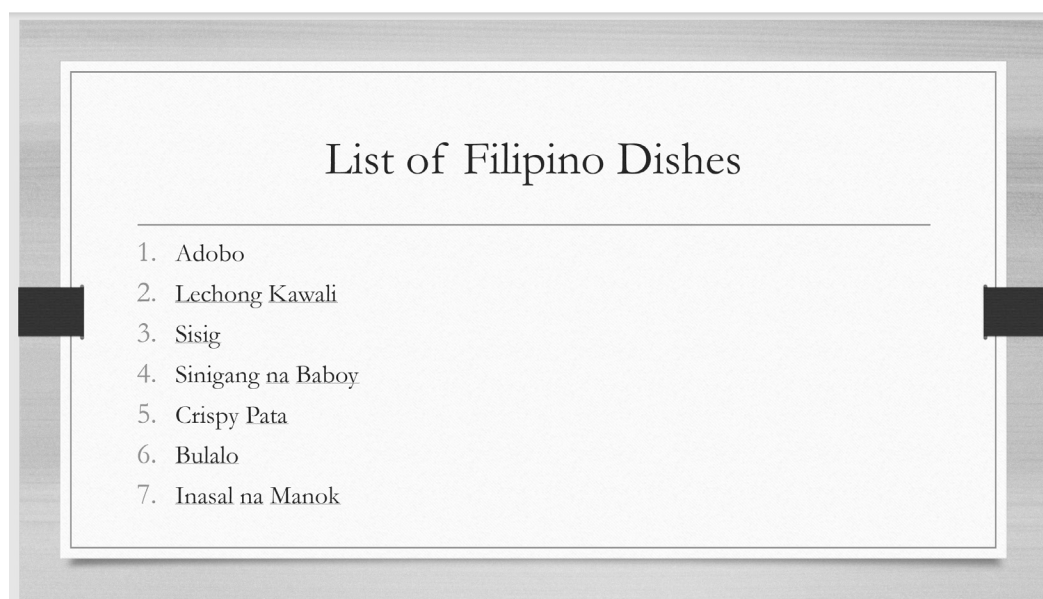 List of Filipino Dishes
1. Adobo
2. Lechong Kawali
3. Sisig
4. Sinigang na Baboy
5. Crispy Pata
6. Bulalo
7. Inasal na Manok